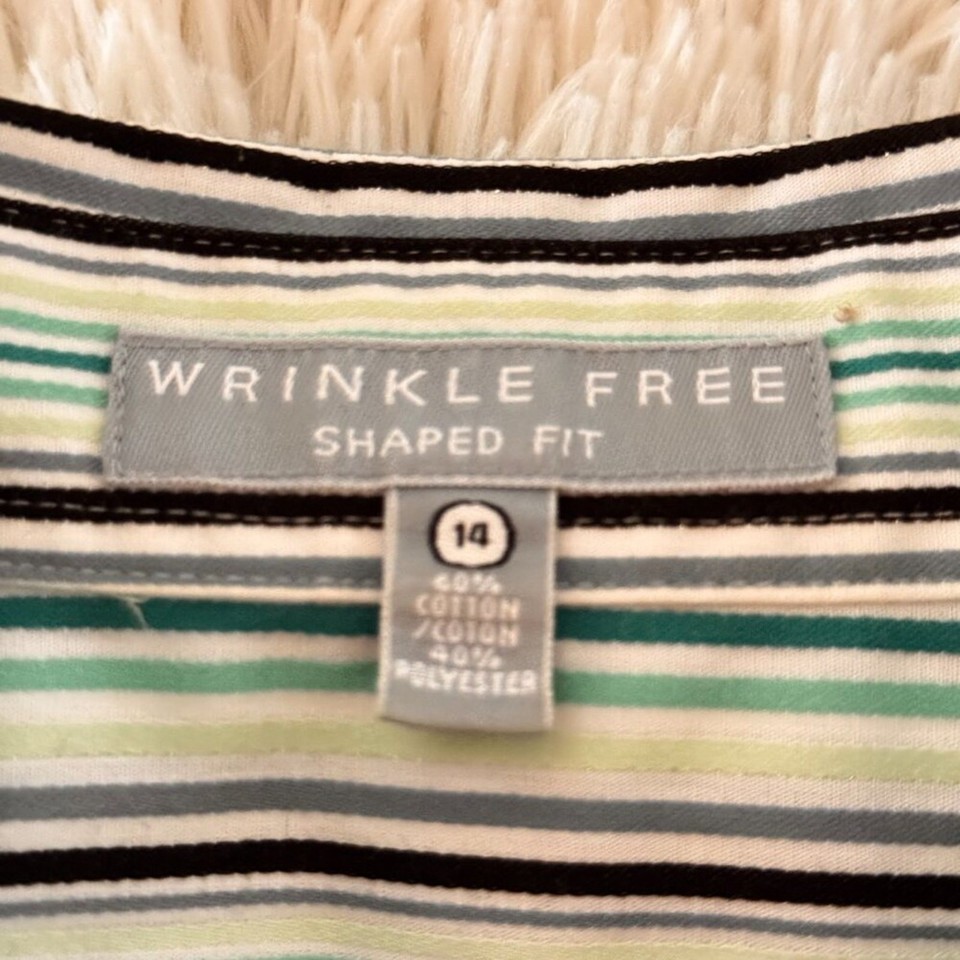 WRINKLE FREE
SHAPED FIT
14
60%
COTTON
/COTON
40%
POLYESTER